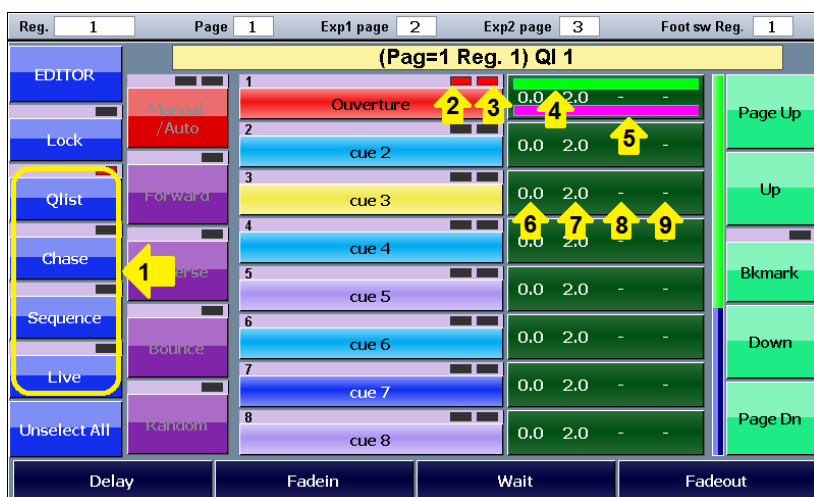 Reg. 1 Page 1 Exp1 page 2 Exp2 page 3 Foot sw Reg. 1
(Pag=1 Reg. 1) Ql 1
EDITOR
Lock
Qlist
Chase
Sequence
Live
Unselect All
Manual
/Auto
Forward
erse
Bounce
Random
1
Ouverture
2
cue 2
3
cue 3
4
cue 4
5
cue 5
6
cue 6
7
cue 7
8
cue 8
0.0 2.0 - -
0.0 2.0 - -
0.0 2.0 - -
0.0 2.0 - -
0.0 2.0 - -
0.0 2.0 - -
0.0 2.0 - -
0.0 2.0 - -
1
2
3
4
5
6
7
8
9
Page Up
Up
Bkmark
Down
Page Dn
Delay Fadein Wait Fadeout